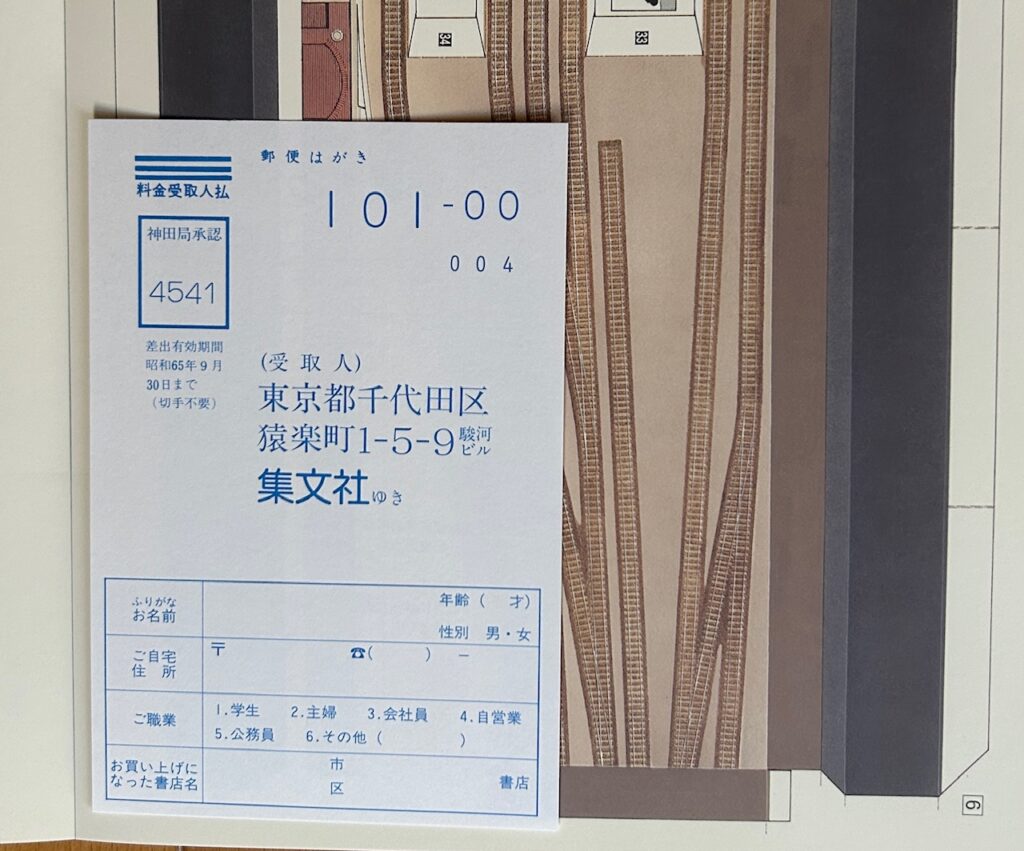 34
33
郵便はがき
料金受取人払
101-00
004
神田局承認
4541
差出有効期間
昭和65年9月
30日まで
(切手不要)
(受取人)
東京都千代田区
猿楽町1-5-9駿河ビル
集文社ゆき
ふりがな
お名前
年齢( 才)
性別 男・女
ご自宅
住所
〒 ☎( ) －
ご職業
1.学生 2.主婦 3.会社員 4.自営業
5.公務員 6.その他( )
お買い上げに
なった書店名
市
区
書店
9